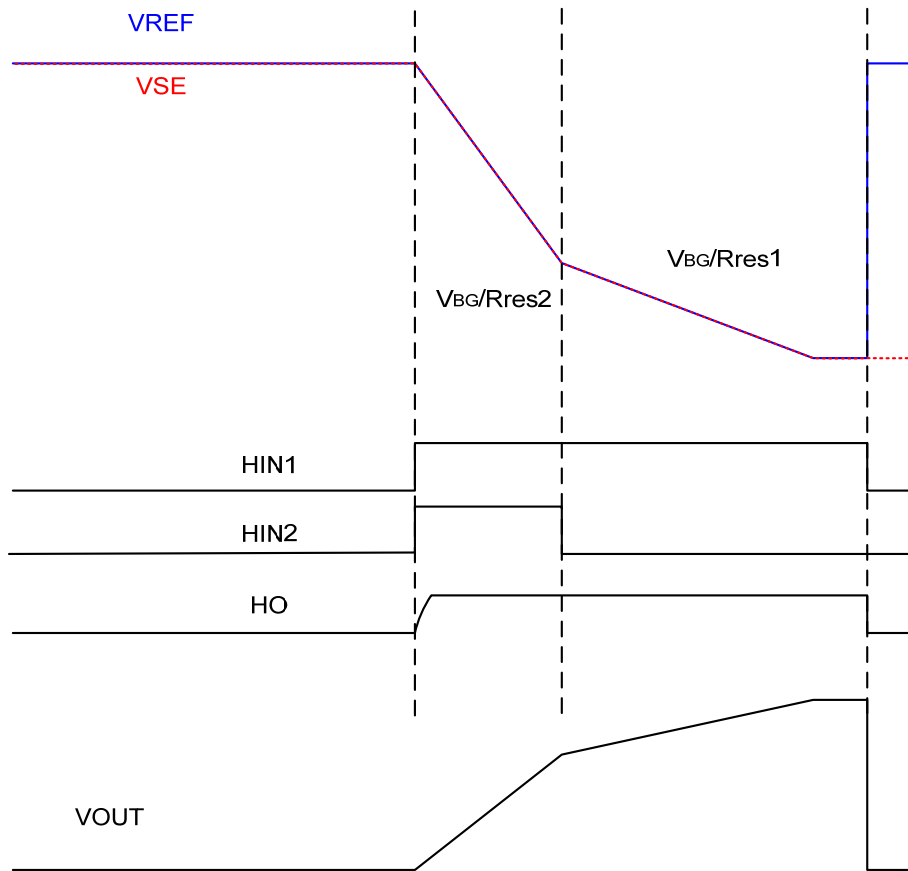 VREF
VSE
VBG/Rres1
VBG/Rres2
HIN1
HIN2
HO
VOUT